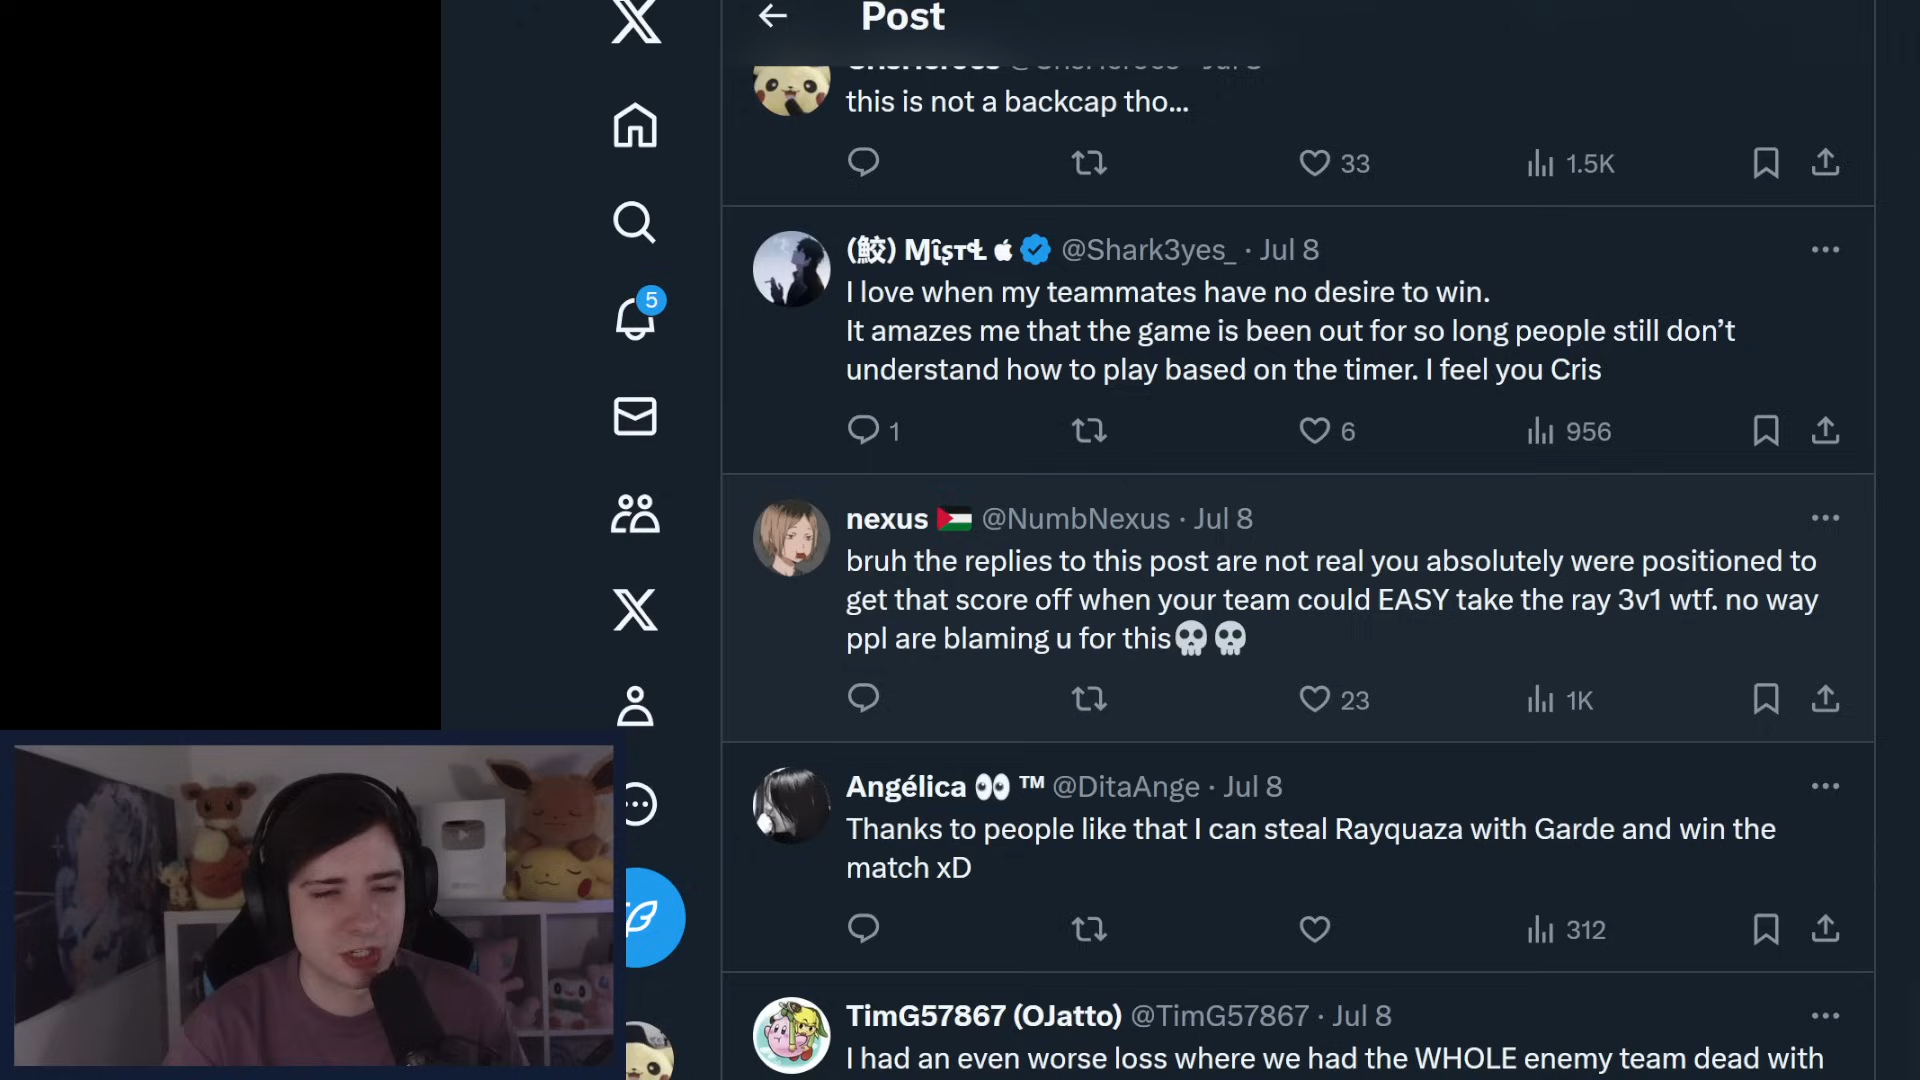 Post
this is not a backcap tho...
33
1.5K
@Shark3yes_ · Jul 8
I love when my teammates have no desire to win.
It amazes me that the game is been out for so long people still don’t
understand how to play based on the timer. I feel you Cris
1
6
956
5
nexus 🇵🇸 @NumbNexus · Jul 8
bruh the replies to this post are not real you absolutely were positioned to
get that score off when your team could EASY take the ray 3v1 wtf. no way
ppl are blaming u for this💀💀
23
1K
Angélica 👀 ™ @DitaAnge · Jul 8
Thanks to people like that I can steal Rayquaza with Garde and win the
match xD
312
TimG57867 (OJatto) @TimG57867 · Jul 8
I had an even worse loss where we had the WHOLE enemy team dead with